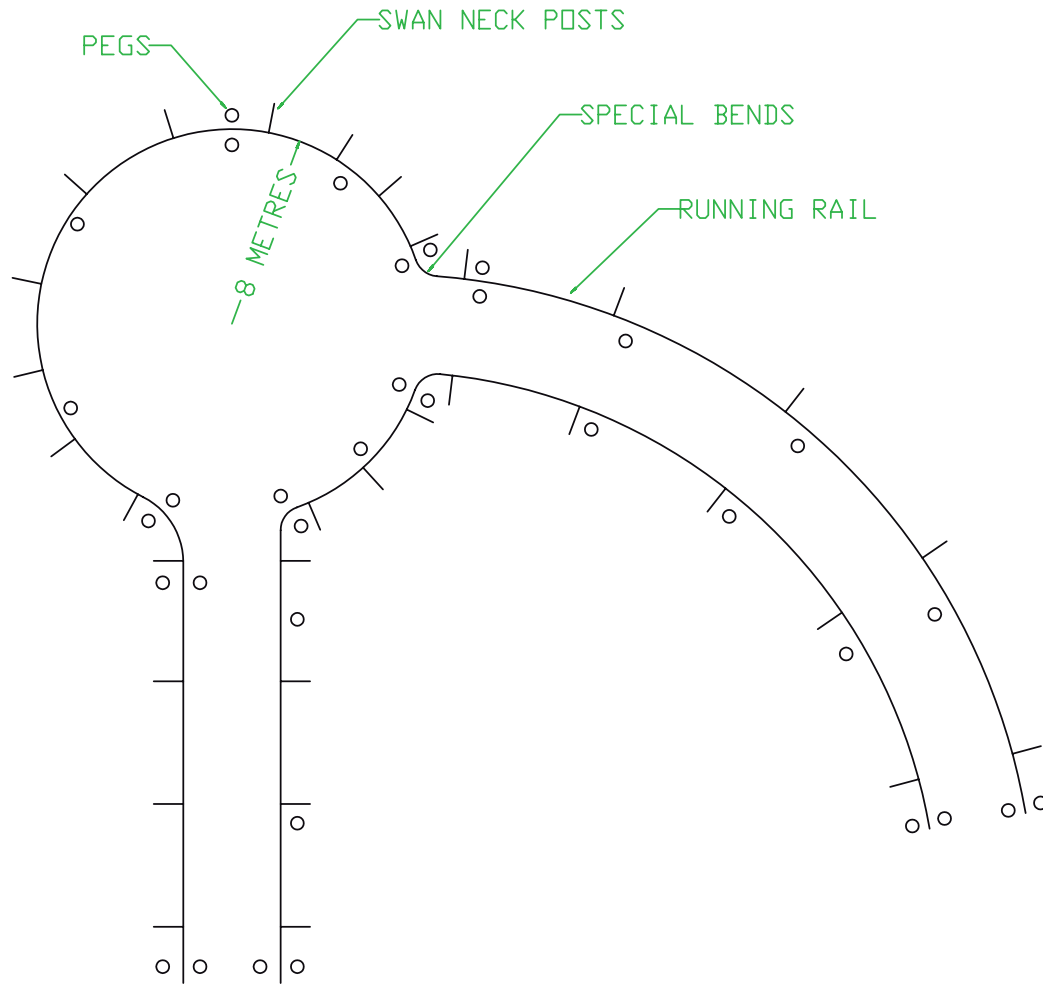 SWAN NECK POSTS
PEGS
SPECIAL BENDS
RUNNING RAIL
8 METRES